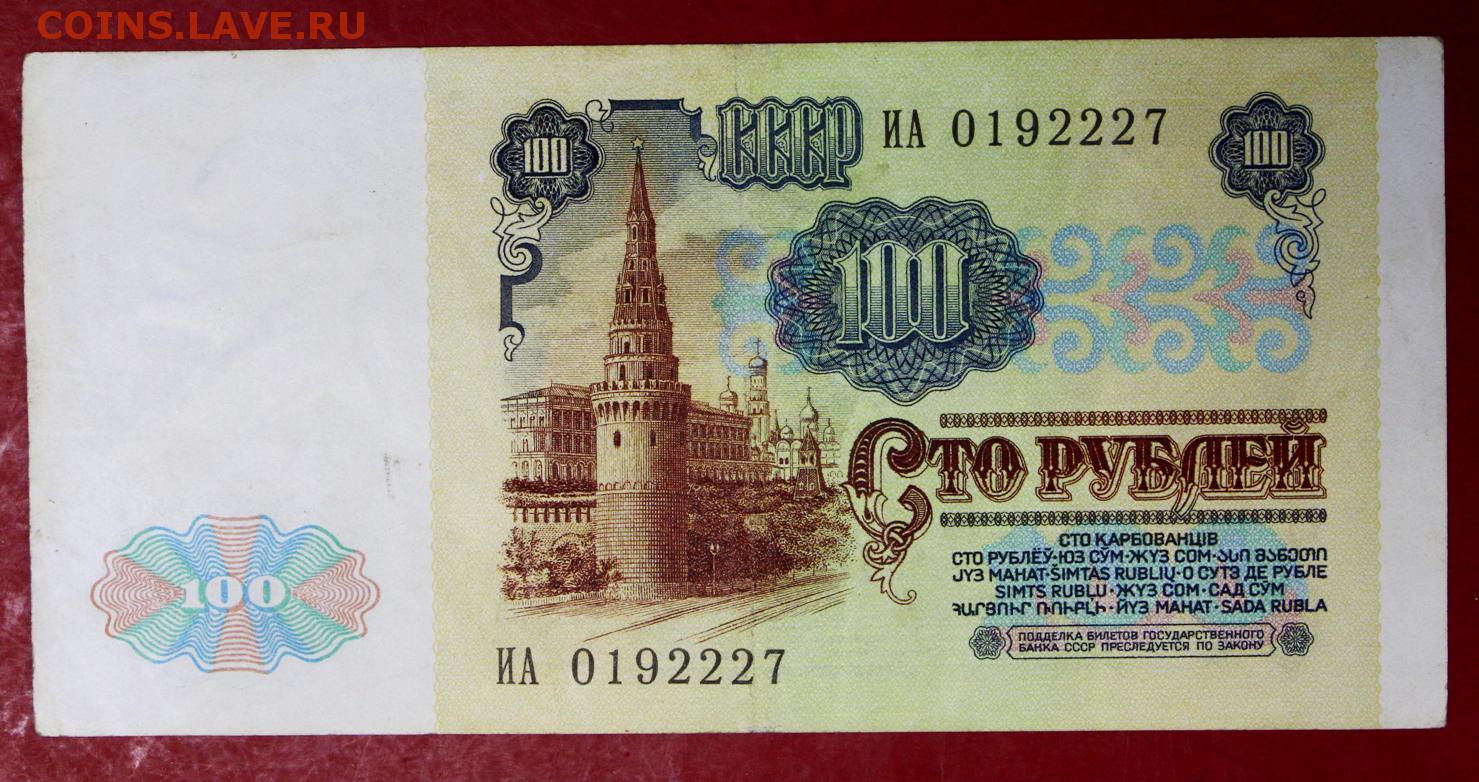 COINS.LAVE.RU
100
СССР ИА 0192227
100
100
СТО РУБЛЕЙ
СТО КАРБОВАНЦІВ
СТО РУБЛЁЎ·ЮЗ СЎМ·ЖҮЗ СОМ·ᲐᲡᲘ ᲛᲐᲜᲔᲗᲘ
ЈҮЗ МАНАТ·ŠIMTAS RUBLIŲ·О СУТЭ ДЕ РУБЛЕ
SIMTS RUBĻU·ЖҮЗ СОМ·САД СӮМ
ՀԱՐՅՈՒՐ ՌՈՒԲԼԻ·ЙҮЗ МАНАТ·SADA RUBLA
ПОДДЕЛКА БИЛЕТОВ ГОСУДАРСТВЕННОГО
БАНКА СССР ПРЕСЛЕДУЕТСЯ ПО ЗАКОНУ
100
ИА 0192227